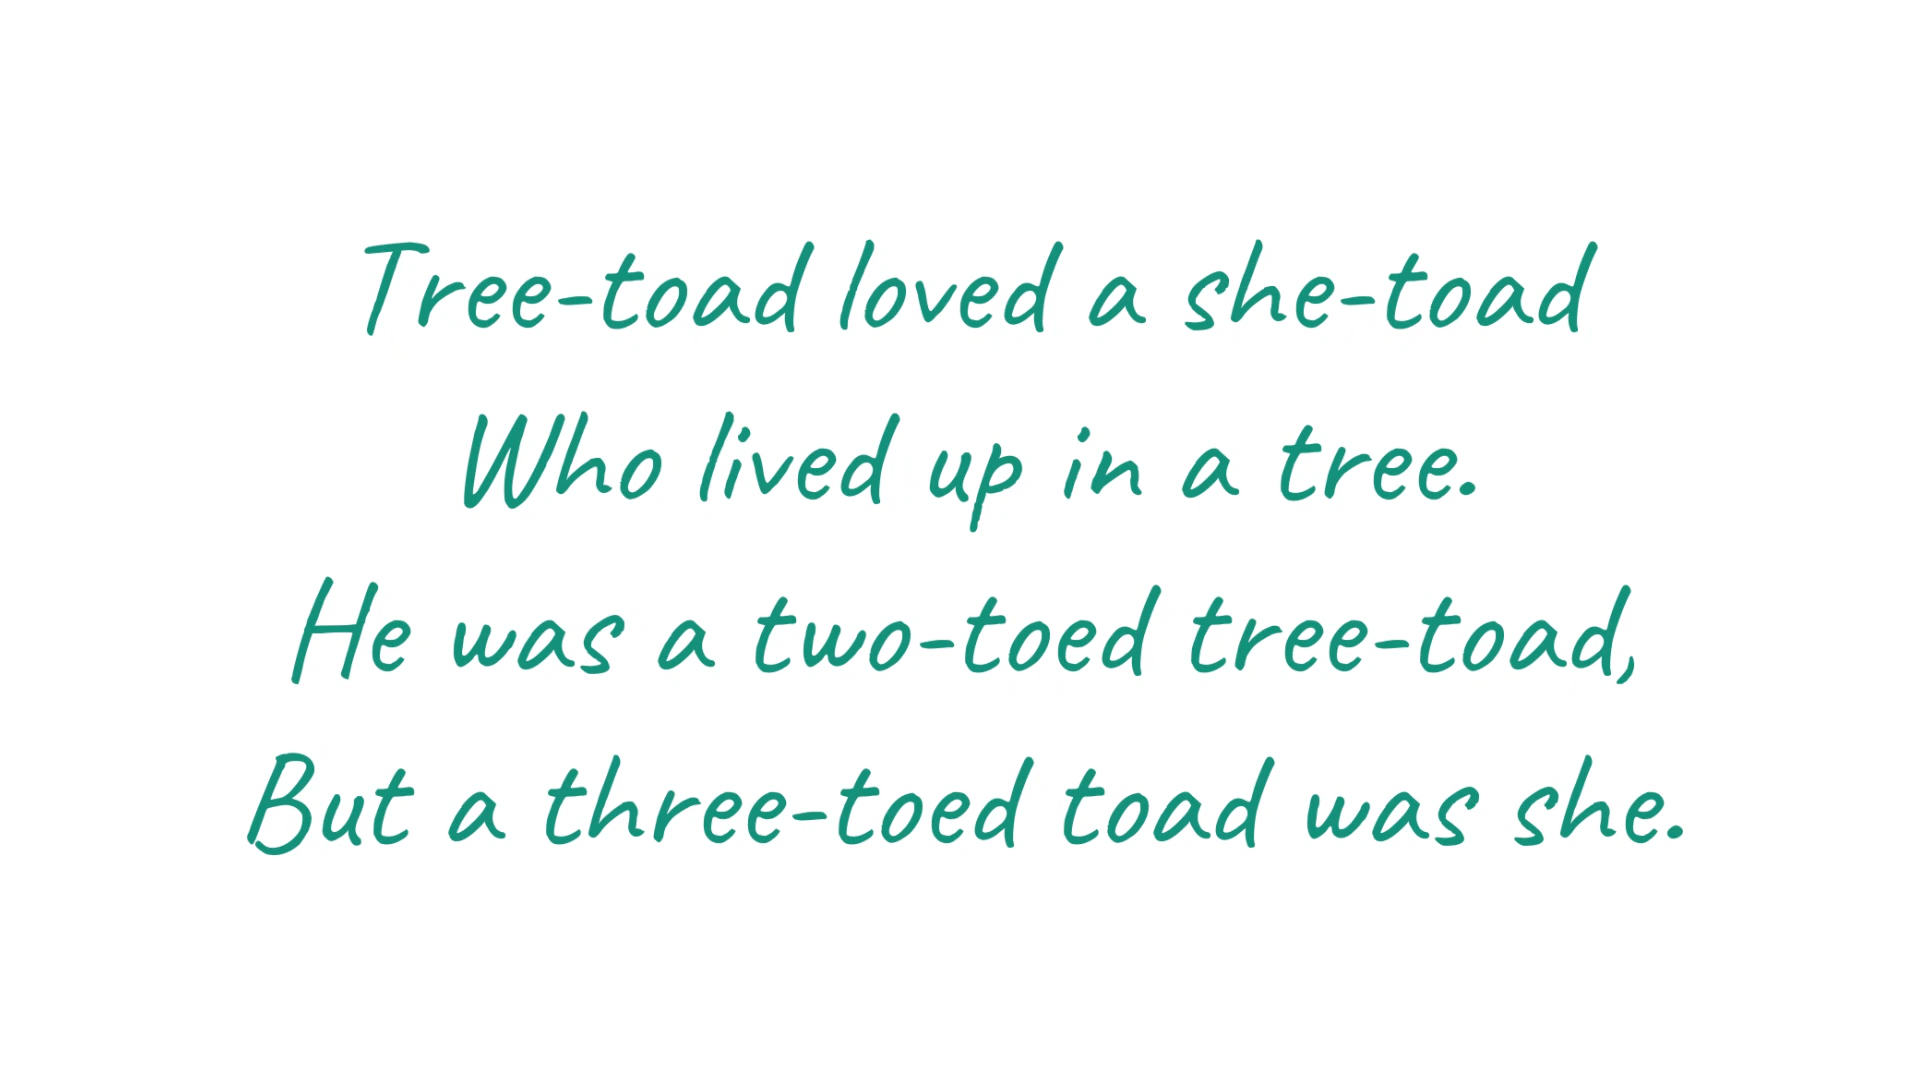 Tree-toad loved a she-toad
Who lived up in a tree.
He was a two-toed tree-toad,
But a three-toed toad was she.